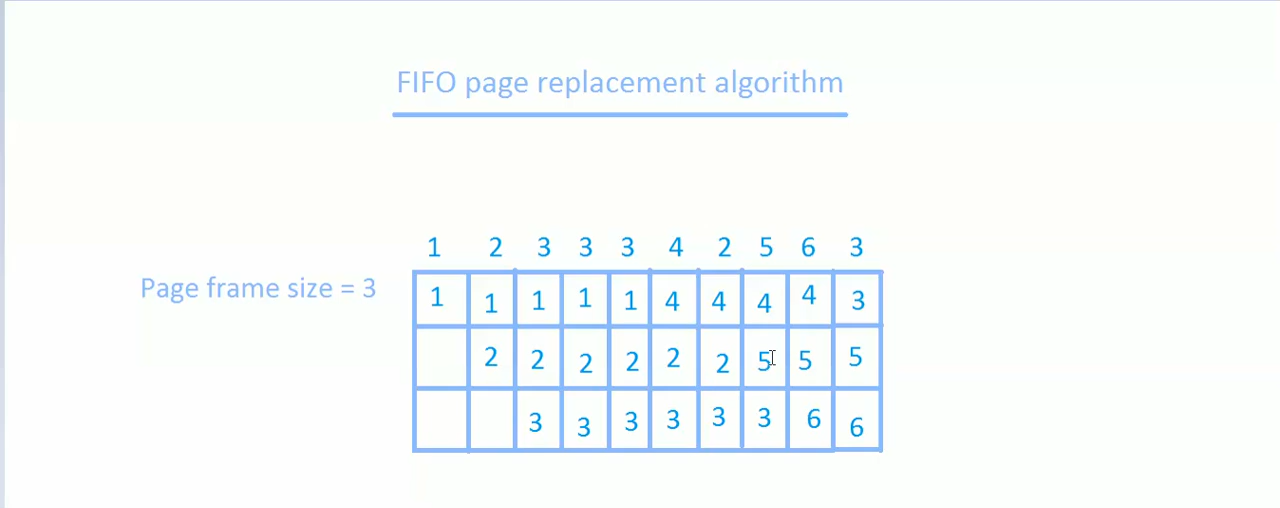 FIFO page replacement algorithm
1 2 3 3 3 4 2 5 6 3
Page frame size = 3
1 1 1 1 1 4 4 4 4 3
2 2 2 2 2 2 5 5 5
3 3 3 3 3 3 6 6